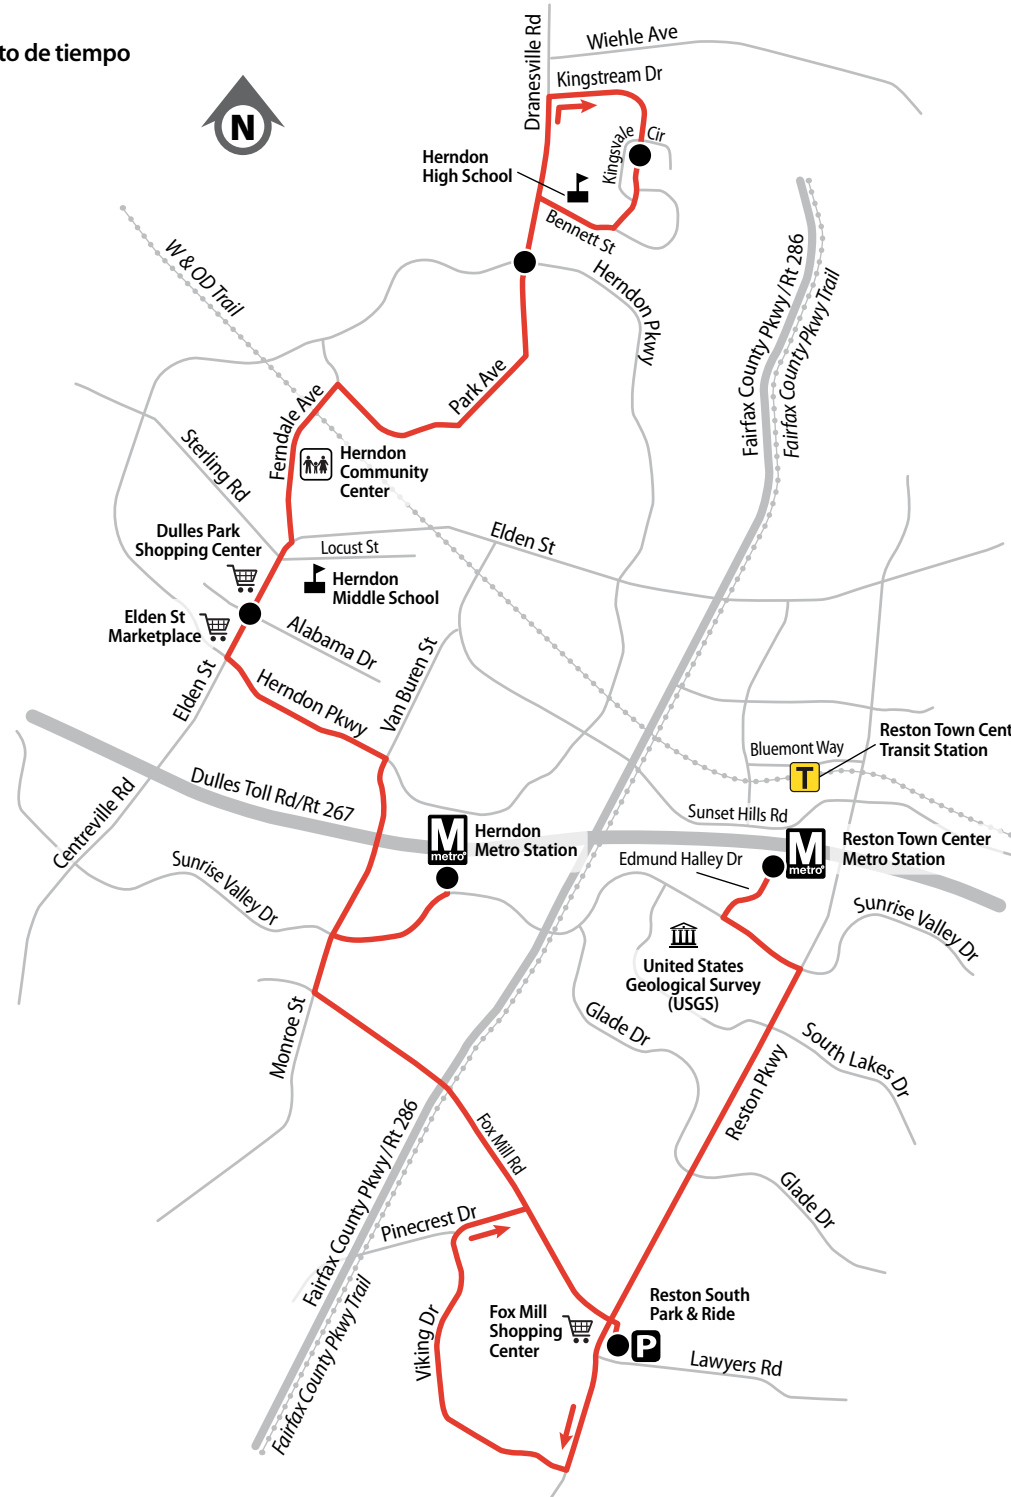 to de tiempo
N
Dranesville Rd
Wiehle Ave
Kingstream Dr
Kingsvale Cir
Herndon
High School
Bennett St
Herndon Pkwy
W & OD Trail
Fairfax County Pkwy/Rt 286
Fairfax County Pkwy Trail
Park Ave
Ferndale Ave
Sterling Rd
Herndon
Community
Center
Dulles Park
Shopping Center
Locust St
Elden St
Herndon
Middle School
Elden St
Marketplace
Alabama Dr
Van Buren St
Elden St
Herndon Pkwy
Reston Town Cent
Transit Station
Bluemont Way
T
Dulles Toll Rd/Rt 267
Sunset Hills Rd
Centreville Rd
M
metro
Herndon
Metro Station
M
metro
Reston Town Center
Metro Station
Edmund Halley Dr
Sunrise Valley Dr
Sunrise Valley Dr
United States
Geological Survey
(USGS)
Monroe St
Glade Dr
South Lakes Dr
Reston Pkwy
Fox Mill Rd
Fairfax County Pkwy/Rt 286
Fairfax County Pkwy Trail
Glade Dr
Pinecrest Dr
Viking Dr
Fox Mill
Shopping
Center
Reston South
Park & Ride
P
Lawyers Rd